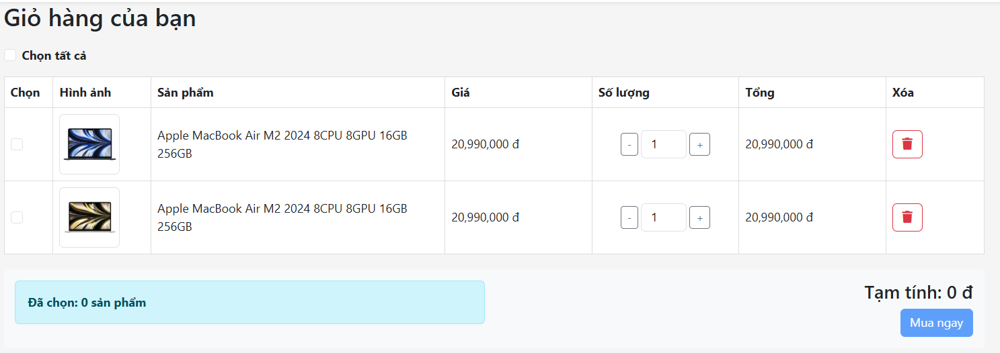 Giỏ hàng của bạn
Chọn tất cả
Chọn Hình ảnh Sản phẩm Giá Số lượng Tổng Xóa
Apple MacBook Air M2 2024 8CPU 8GPU 16GB
256GB
20,990,000 đ - 1 + 20,990,000 đ
Apple MacBook Air M2 2024 8CPU 8GPU 16GB
256GB
20,990,000 đ - 1 + 20,990,000 đ
Đã chọn: 0 sản phẩm
Tạm tính: 0 đ
Mua ngay